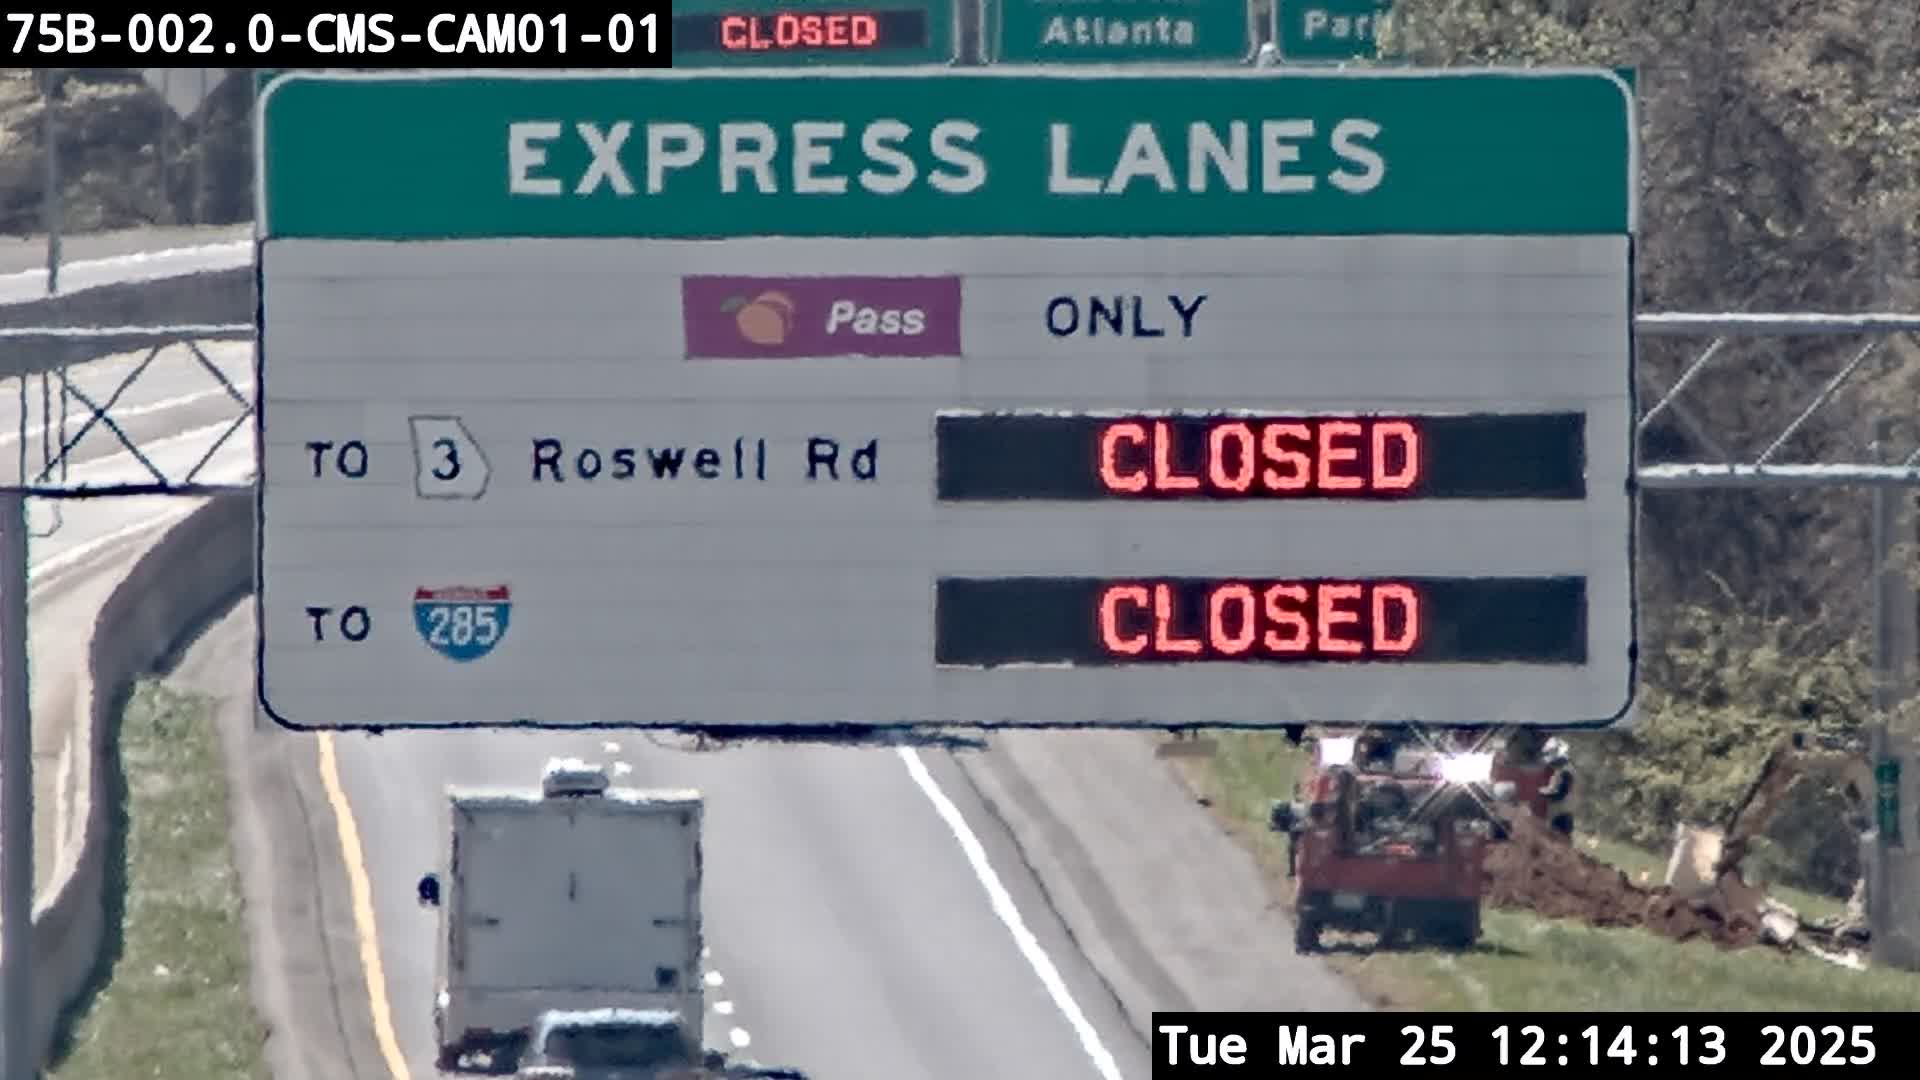 75B-002.0-CMS-CAM01-01
CLOSED
Atlanta
EXPRESS LANES
Pass ONLY
TO 3 Roswell Rd CLOSED
TO 285 CLOSED
Tue Mar 25 12:14:13 2025